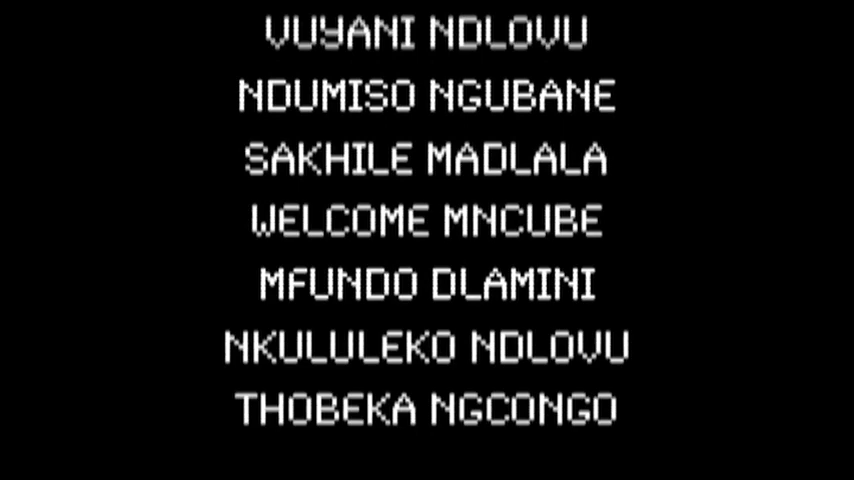 VUYANI NDLOVU
NDUMISO NGUBANE
SAKHILE MADLALA
WELCOME MNCUBE
MFUNDO DLAMINI
NKULULEKO NDLOVU
THOBEKA NGCONGO